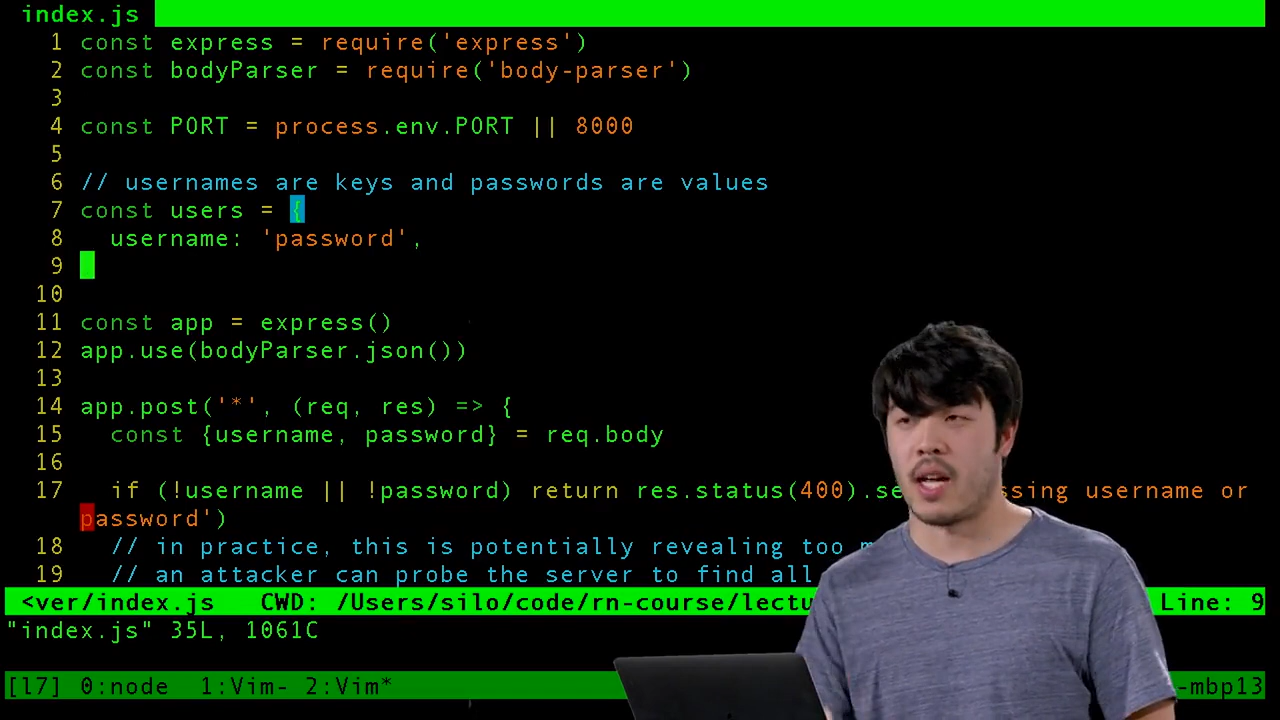 index.js
1 const express = require('express')
2 const bodyParser = require('body-parser')
3
4 const PORT = process.env.PORT || 8000
5
6 // usernames are keys and passwords are values
7 const users = {
8 username: 'password',
9
10
11 const app = express()
12 app.use(bodyParser.json())
13
14 app.post('*', (req, res) => {
15 const {username, password} = req.body
16
17 if (!username || !password) return res.status(400).se ssing username or
password')
18 // in practice, this is potentially revealing too
19 // an attacker can probe the server to find all
<ver/index.js CWD: /Users/silo/code/rn-course/lectu Line: 9
"index.js" 35L, 1061C
[l7] 0:node 1:Vim- 2:Vim* -mbp13